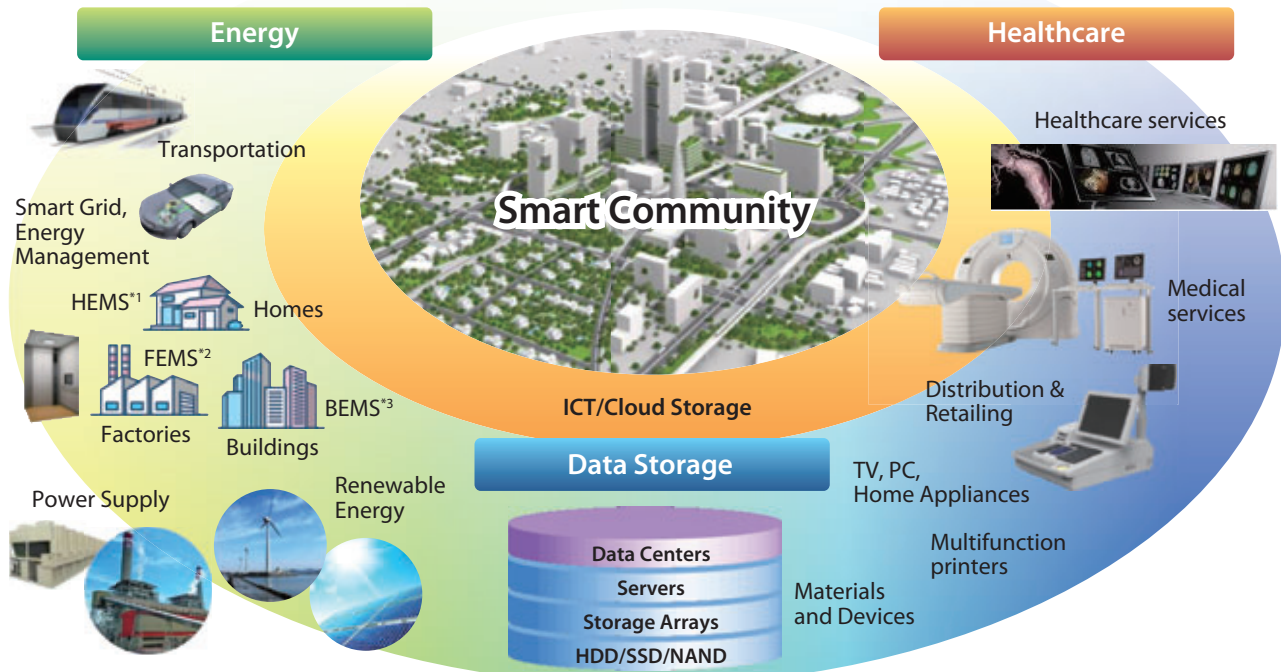 Energy
Healthcare
Smart Community
Transportation
Smart Grid,
Energy
Management
HEMS*1
Homes
FEMS*2
Factories
BEMS*3
Buildings
Power Supply
Renewable
Energy
ICT/Cloud Storage
Data Storage
Data Centers
Servers
Storage Arrays
HDD/SSD/NAND
Materials
and Devices
Healthcare services
Medical
services
Distribution &
Retailing
TV, PC,
Home Appliances
Multifunction
printers